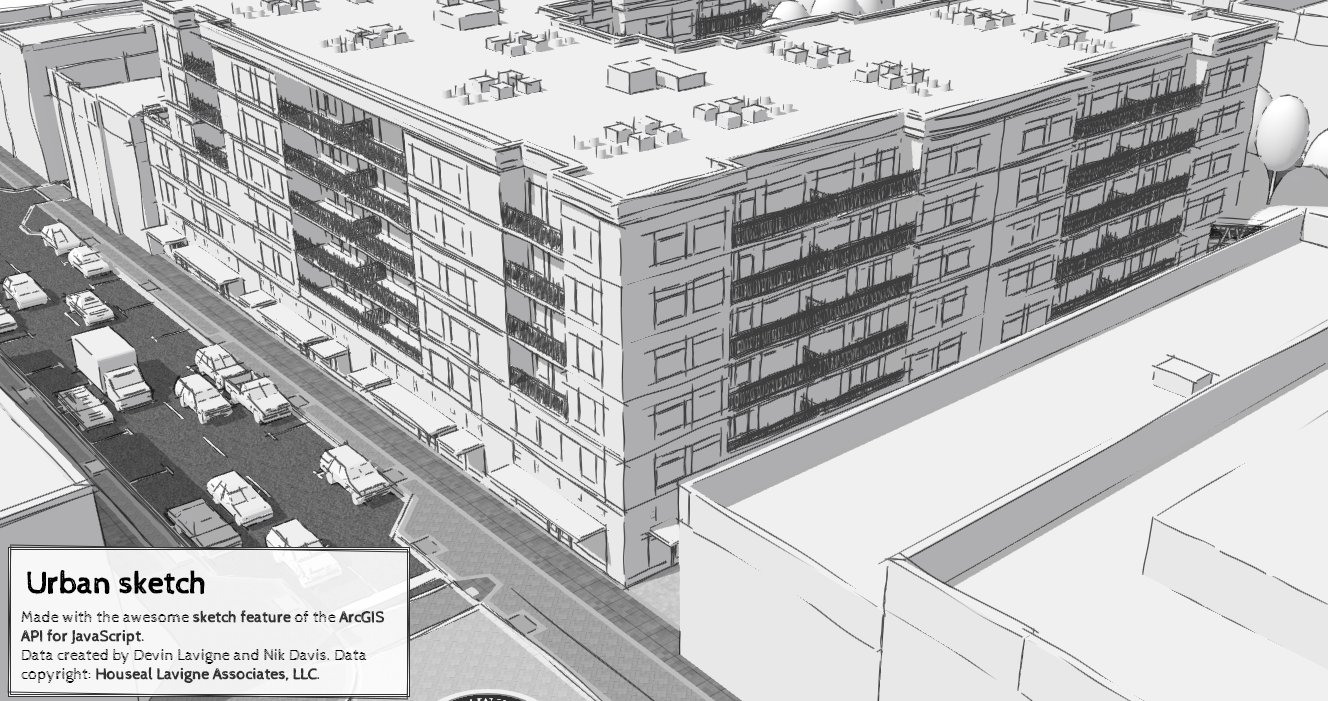 Urban sketch
Made with the awesome sketch feature of the ArcGIS
API for JavaScript.
Data created by Devin Lavigne and Nik Davis. Data
copyright: Houseal Lavigne Associates, LLC.